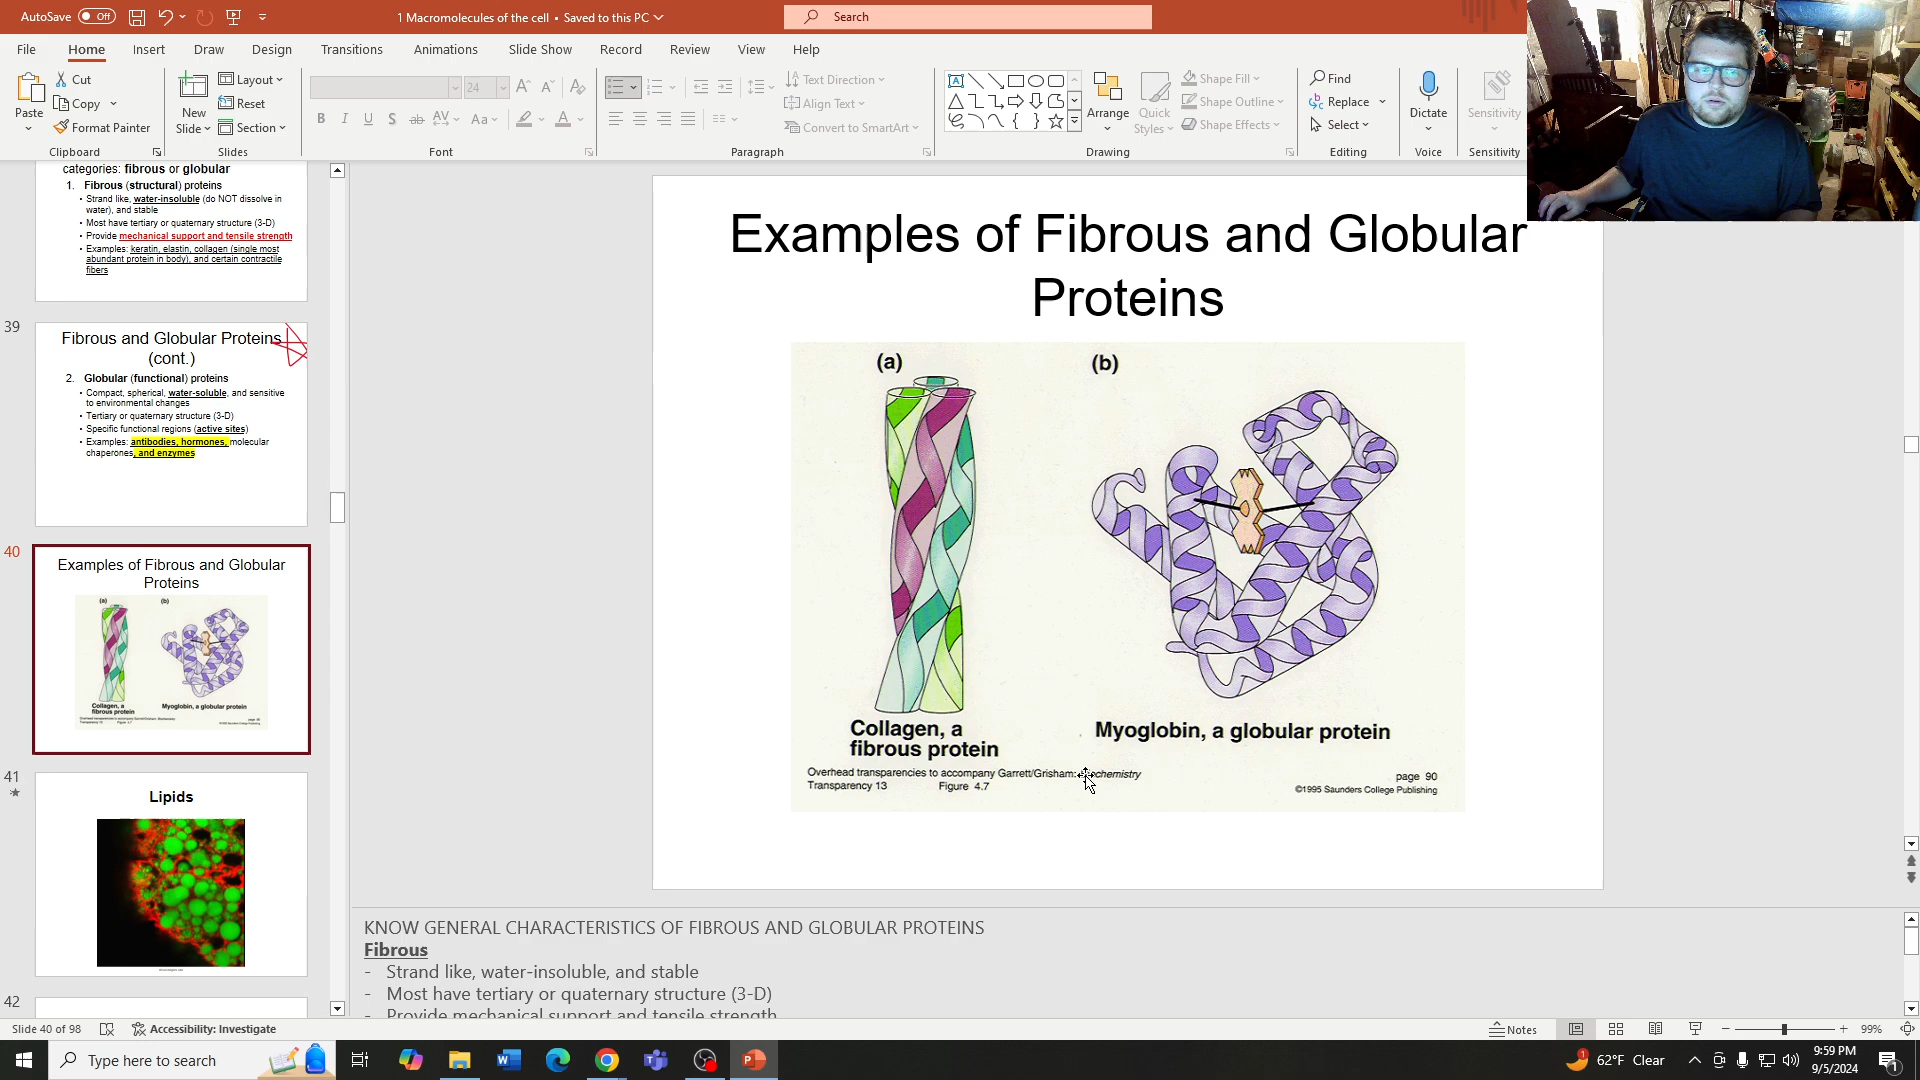 AutoSave Off
1 Macromolecules of the cell • Saved to this PC
Search
File Home Insert Draw Design Transitions Animations Slide Show Record Review View Help
Paste
Cut
Copy
Format Painter
Clipboard
New Slide
Layout
Reset
Section
Slides
24
Font
Text Direction
Align Text
Convert to SmartArt
Paragraph
Arrange
Quick Styles
Shape Fill
Shape Outline
Shape Effects
Drawing
Find
Replace
Select
Editing
Dictate
Voice
Sensitivity
Sensitivity
categories: fibrous or globular
1. Fibrous (structural) proteins
• Strand like, water-insoluble (do NOT dissolve in
water), and stable
• Most have tertiary or quaternary structure (3-D)
• Provide mechanical support and tensile strength
• Examples: keratin, elastin, collagen (single most
abundant protein in body), and certain contractile
fibers
39
Fibrous and Globular Proteins
(cont.)
2. Globular (functional) proteins
• Compact, spherical, water-soluble, and sensitive
to environmental changes
• Tertiary or quaternary structure (3-D)
• Specific functional regions (active sites)
• Examples: antibodies, hormones, molecular
chaperones, and enzymes
40
Examples of Fibrous and Globular
Proteins
(a) (b)
Collagen, a
fibrous protein
Myoglobin, a globular protein
41
Lipids
42
Examples of Fibrous and Globular
Proteins
(a) (b)
Collagen, a
fibrous protein
Myoglobin, a globular protein
Overhead transparencies to accompany Garrett/Grisham:
Transparency 13 Figure 4.7
page 90
©1995 Saunders College Publishing
KNOW GENERAL CHARACTERISTICS OF FIBROUS AND GLOBULAR PROTEINS
Fibrous
- Strand like, water-insoluble, and stable
- Most have tertiary or quaternary structure (3-D)
- Provide mechanical support and tensile strength
Slide 40 of 98
Accessibility: Investigate
Notes
99%
Type here to search
62°F Clear
9:59 PM
9/5/2024